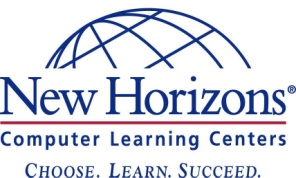 New Horizons®
Computer Learning Centers
CHOOSE. LEARN. SUCCEED.